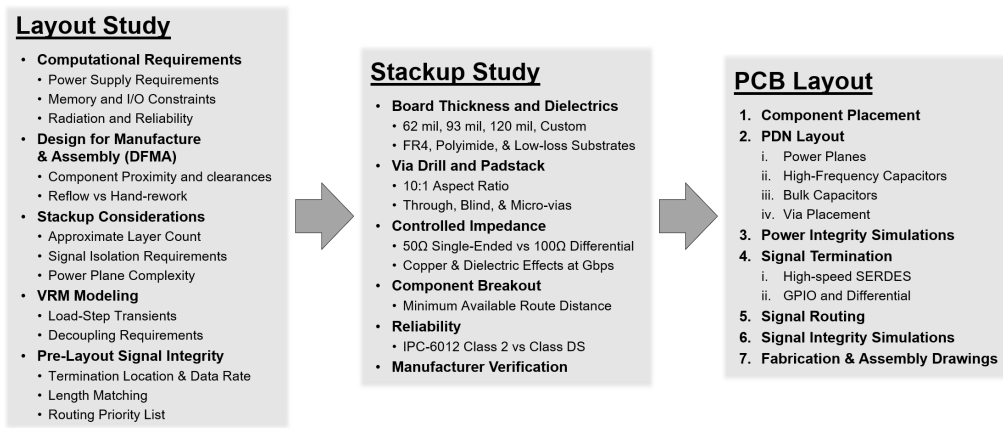 Layout Study
• Computational Requirements
• Power Supply Requirements
• Memory and I/O Constraints
• Radiation and Reliability
• Design for Manufacture
& Assembly (DFMA)
• Component Proximity and clearances
• Reflow vs Hand-rework
• Stackup Considerations
• Approximate Layer Count
• Signal Isolation Requirements
• Power Plane Complexity
• VRM Modeling
• Load-Step Transients
• Decoupling Requirements
• Pre-Layout Signal Integrity
• Termination Location & Data Rate
• Length Matching
• Routing Priority List
Stackup Study
• Board Thickness and Dielectrics
• 62 mil, 93 mil, 120 mil, Custom
• FR4, Polyimide, & Low-loss Substrates
• Via Drill and Padstack
• 10:1 Aspect Ratio
• Through, Blind, & Micro-vias
• Controlled Impedance
• 50Ω Single-Ended vs 100Ω Differential
• Copper & Dielectric Effects at Gbps
• Component Breakout
• Minimum Available Route Distance
• Reliability
• IPC-6012 Class 2 vs Class DS
• Manufacturer Verification
PCB Layout
1. Component Placement
2. PDN Layout
i. Power Planes
ii. High-Frequency Capacitors
iii. Bulk Capacitors
iv. Via Placement
3. Power Integrity Simulations
4. Signal Termination
i. High-speed SERDES
ii. GPIO and Differential
5. Signal Routing
6. Signal Integrity Simulations
7. Fabrication & Assembly Drawings